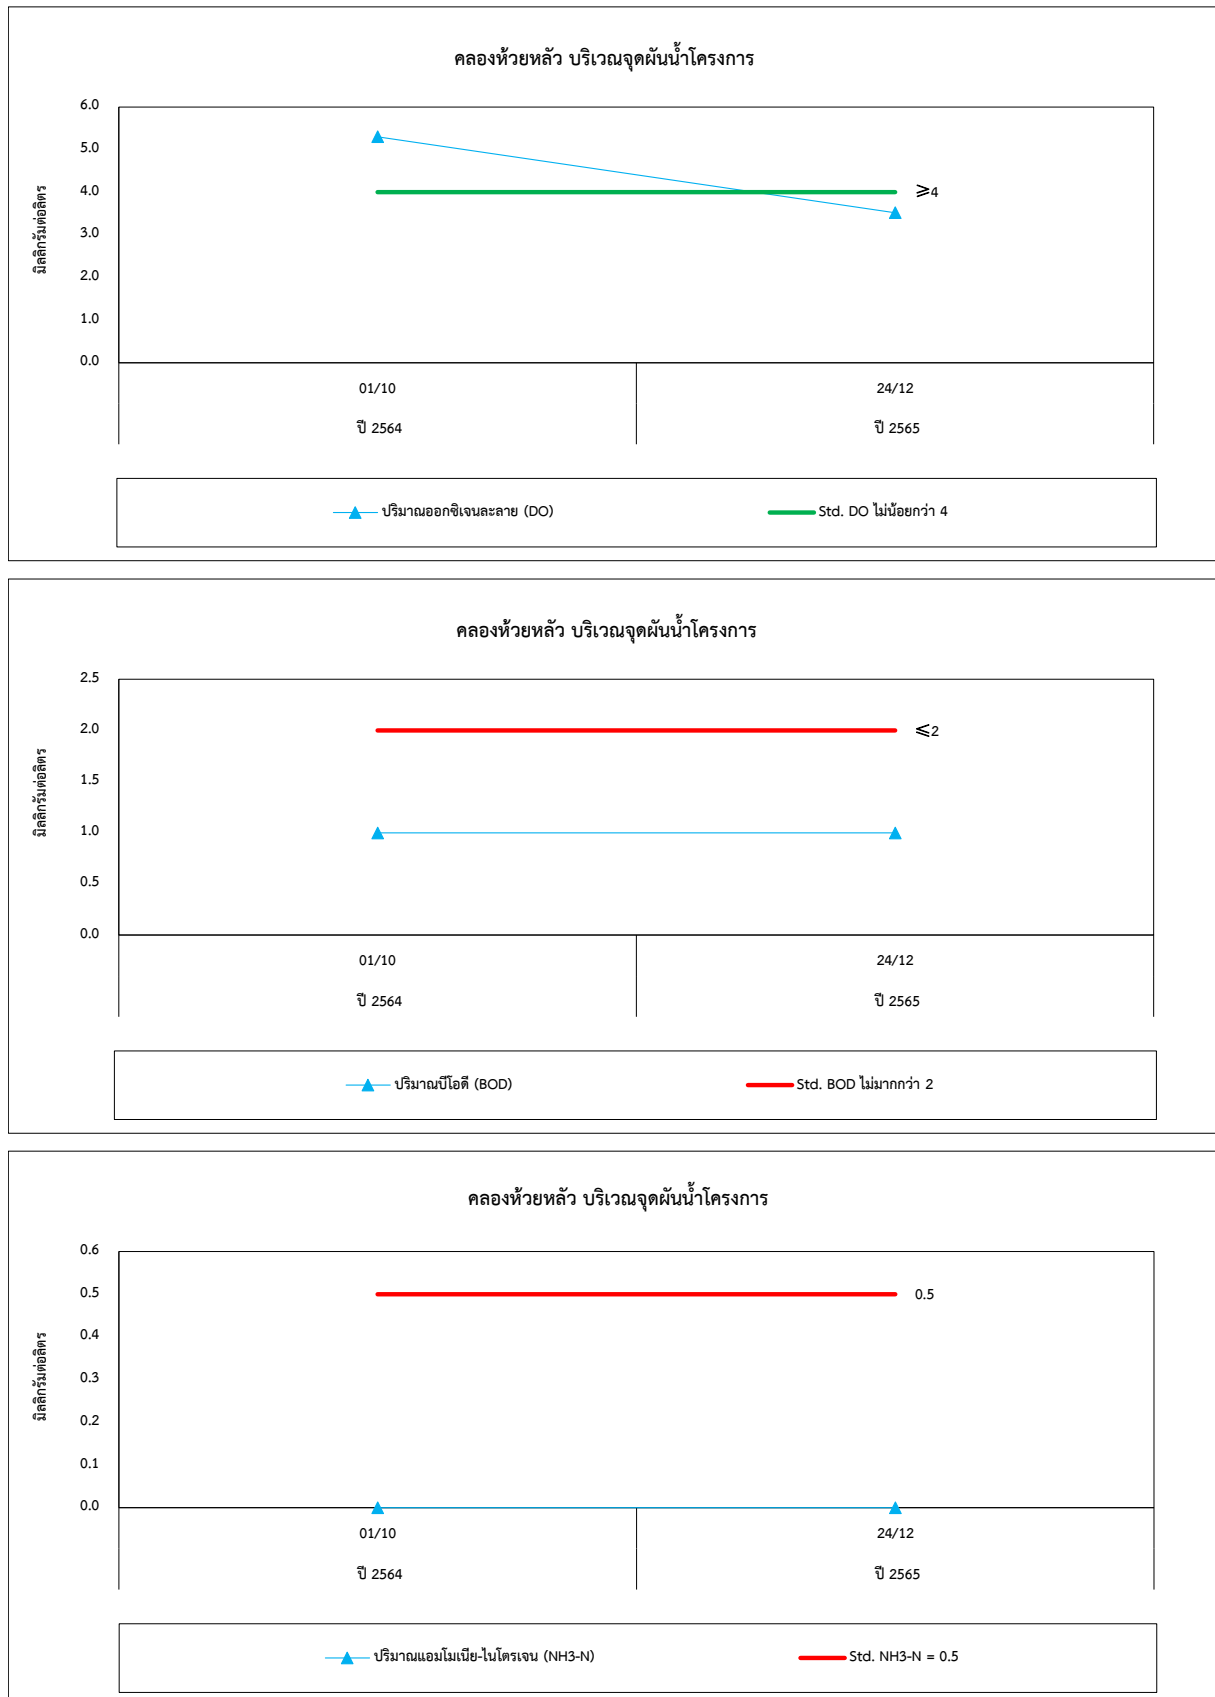 คลองห้วยหลัว บริเวณจุดผันน้ำโครงการ
มิลลิกรัมต่อลิตร
6.0
5.0
4.0
3.0
2.0
1.0
0.0
⩾4
01/10
24/12
ปี 2564
ปี 2565
ปริมาณออกซิเจนละลาย (DO)
Std. DO ไม่น้อยกว่า 4
คลองห้วยหลัว บริเวณจุดผันน้ำโครงการ
มิลลิกรัมต่อลิตร
2.5
2.0
1.5
1.0
0.5
0.0
⩽2
01/10
24/12
ปี 2564
ปี 2565
ปริมาณบีโอดี (BOD)
Std. BOD ไม่มากกว่า 2
คลองห้วยหลัว บริเวณจุดผันน้ำโครงการ
มิลลิกรัมต่อลิตร
0.6
0.5
0.4
0.3
0.2
0.1
0.0
0.5
01/10
24/12
ปี 2564
ปี 2565
ปริมาณแอมโมเนีย-ไนโตรเจน (NH3-N)
Std. NH3-N = 0.5